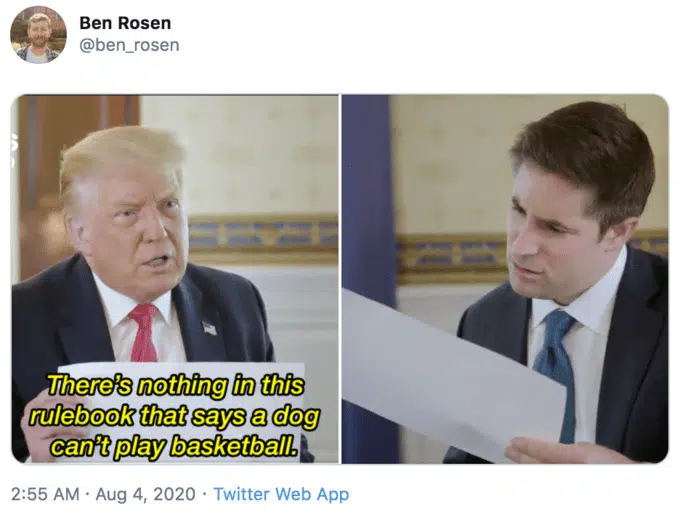 Ben Rosen
@ben_rosen
There's nothing in this
rulebook that says a dog
can't play basketball.
2:55 AM · Aug 4, 2020 · Twitter Web App